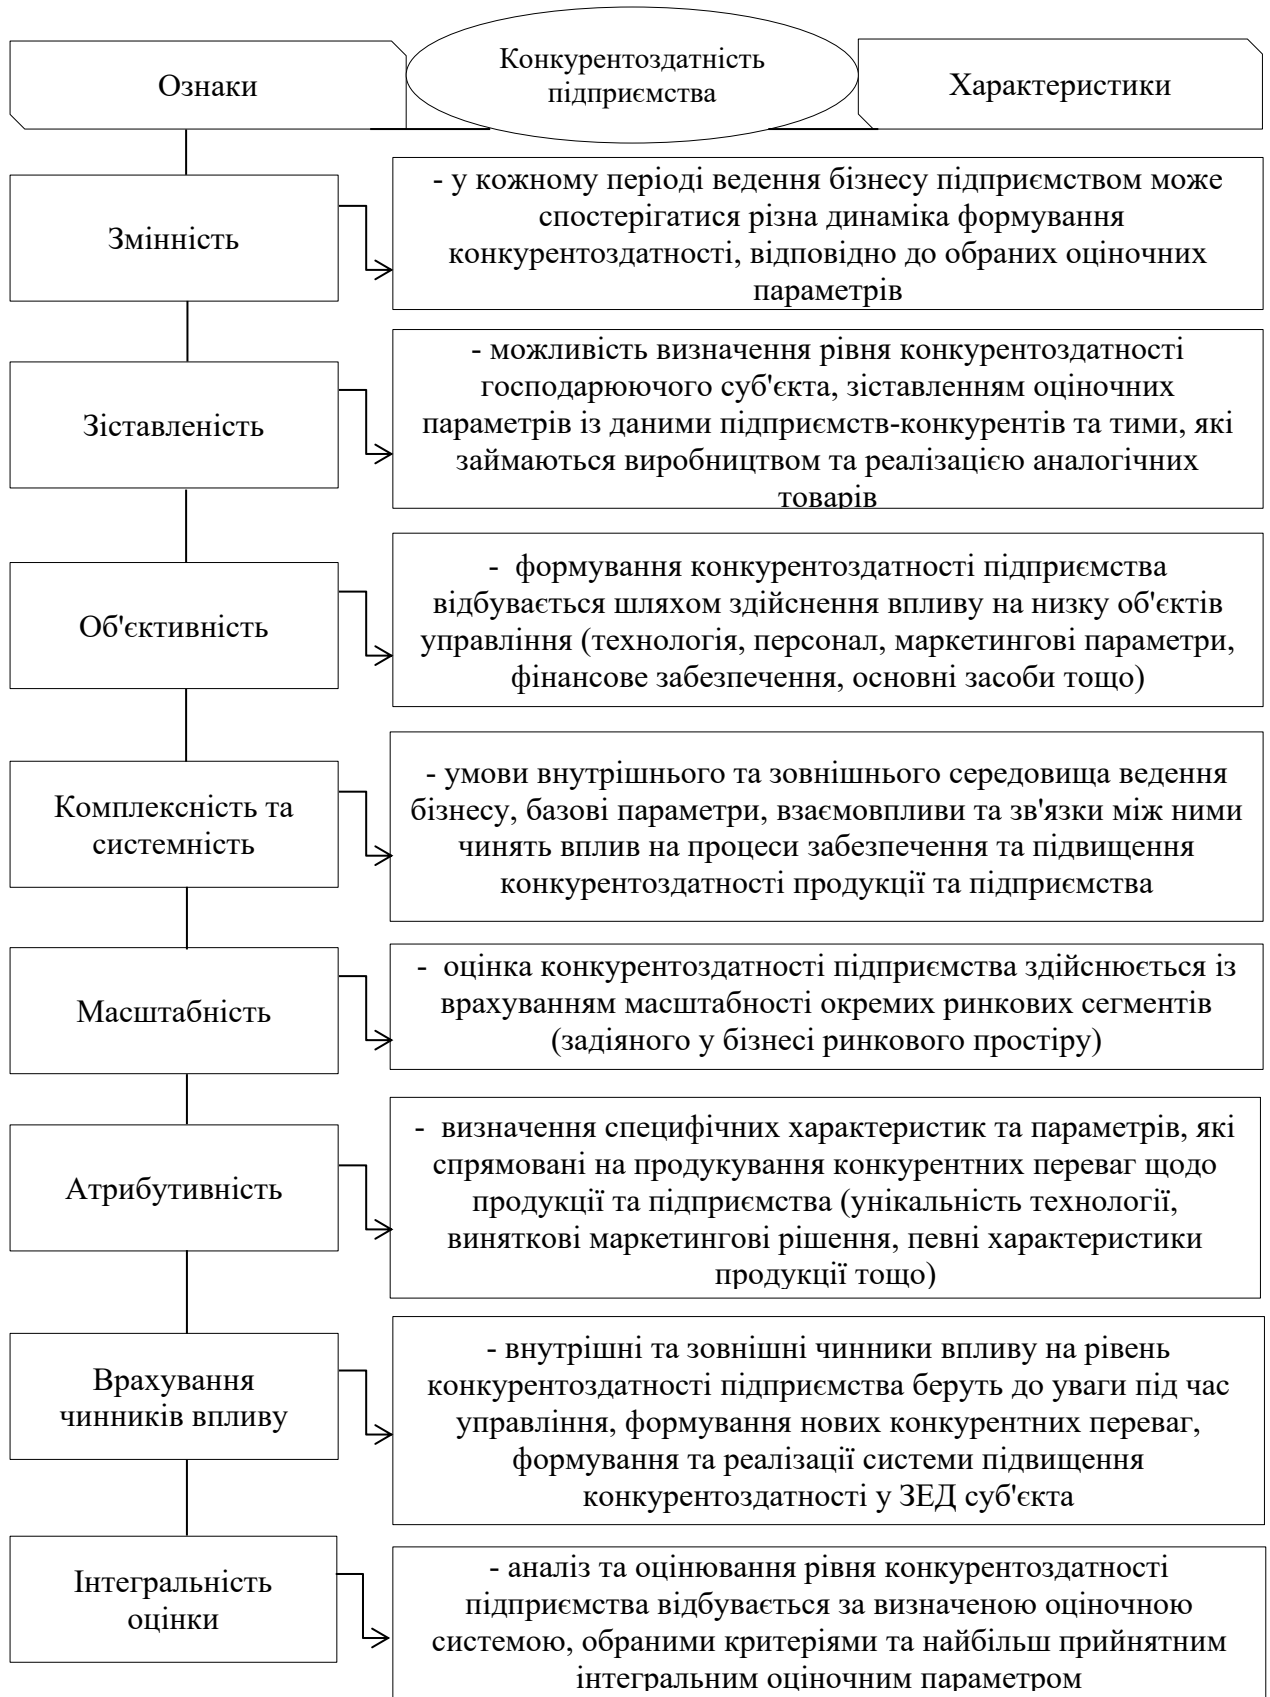 Ознаки
Конкурентоздатність
підприємства
Характеристики
Змінність
- у кожному періоді ведення бізнесу підприємством може
спостерігатися різна динаміка формування
конкурентоздатності, відповідно до обраних оціночних
параметрів
Зіставленість
- можливість визначення рівня конкурентоздатності
господарюючого суб'єкта, зіставленням оціночних
параметрів із даними підприємств-конкурентів та тими, які
займаються виробництвом та реалізацією аналогічних
товарів
Об'єктивність
- формування конкурентоздатності підприємства
відбувається шляхом здійснення впливу на низку об'єктів
управління (технологія, персонал, маркетингові параметри,
фінансове забезпечення, основні засоби тощо)
Комплексність та
системність
- умови внутрішнього та зовнішнього середовища ведення
бізнесу, базові параметри, взаємовпливи та зв'язки між ними
чинять вплив на процеси забезпечення та підвищення
конкурентоздатності продукції та підприємства
Масштабність
- оцінка конкурентоздатності підприємства здійснюється із
врахуванням масштабності окремих ринкових сегментів
(задіяного у бізнесі ринкового простіру)
Атрибутивність
- визначення специфічних характеристик та параметрів, які
спрямовані на продукування конкурентних переваг щодо
продукції та підприємства (унікальність технології,
виняткові маркетингові рішення, певні характеристики
продукції тощо)
Врахування
чинників впливу
- внутрішні та зовнішні чинники впливу на рівень
конкурентоздатності підприємства беруть до уваги під час
управління, формування нових конкурентних переваг,
формування та реалізації системи підвищення
конкурентоздатності у ЗЕД суб'єкта
Інтегральність
оцінки
- аналіз та оцінювання рівня конкурентоздатності
підприємства відбувається за визначеною оціночною
системою, обраними критеріями та найбільш прийнятним
інтегральним оціночним параметром